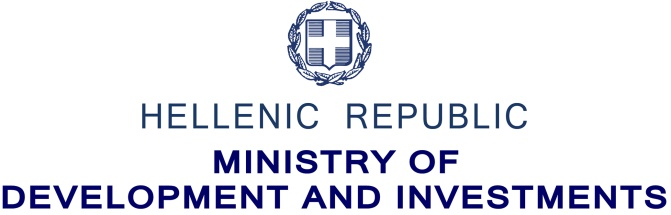 HELLENIC REPUBLIC
MINISTRY OF
DEVELOPMENT AND INVESTMENTS